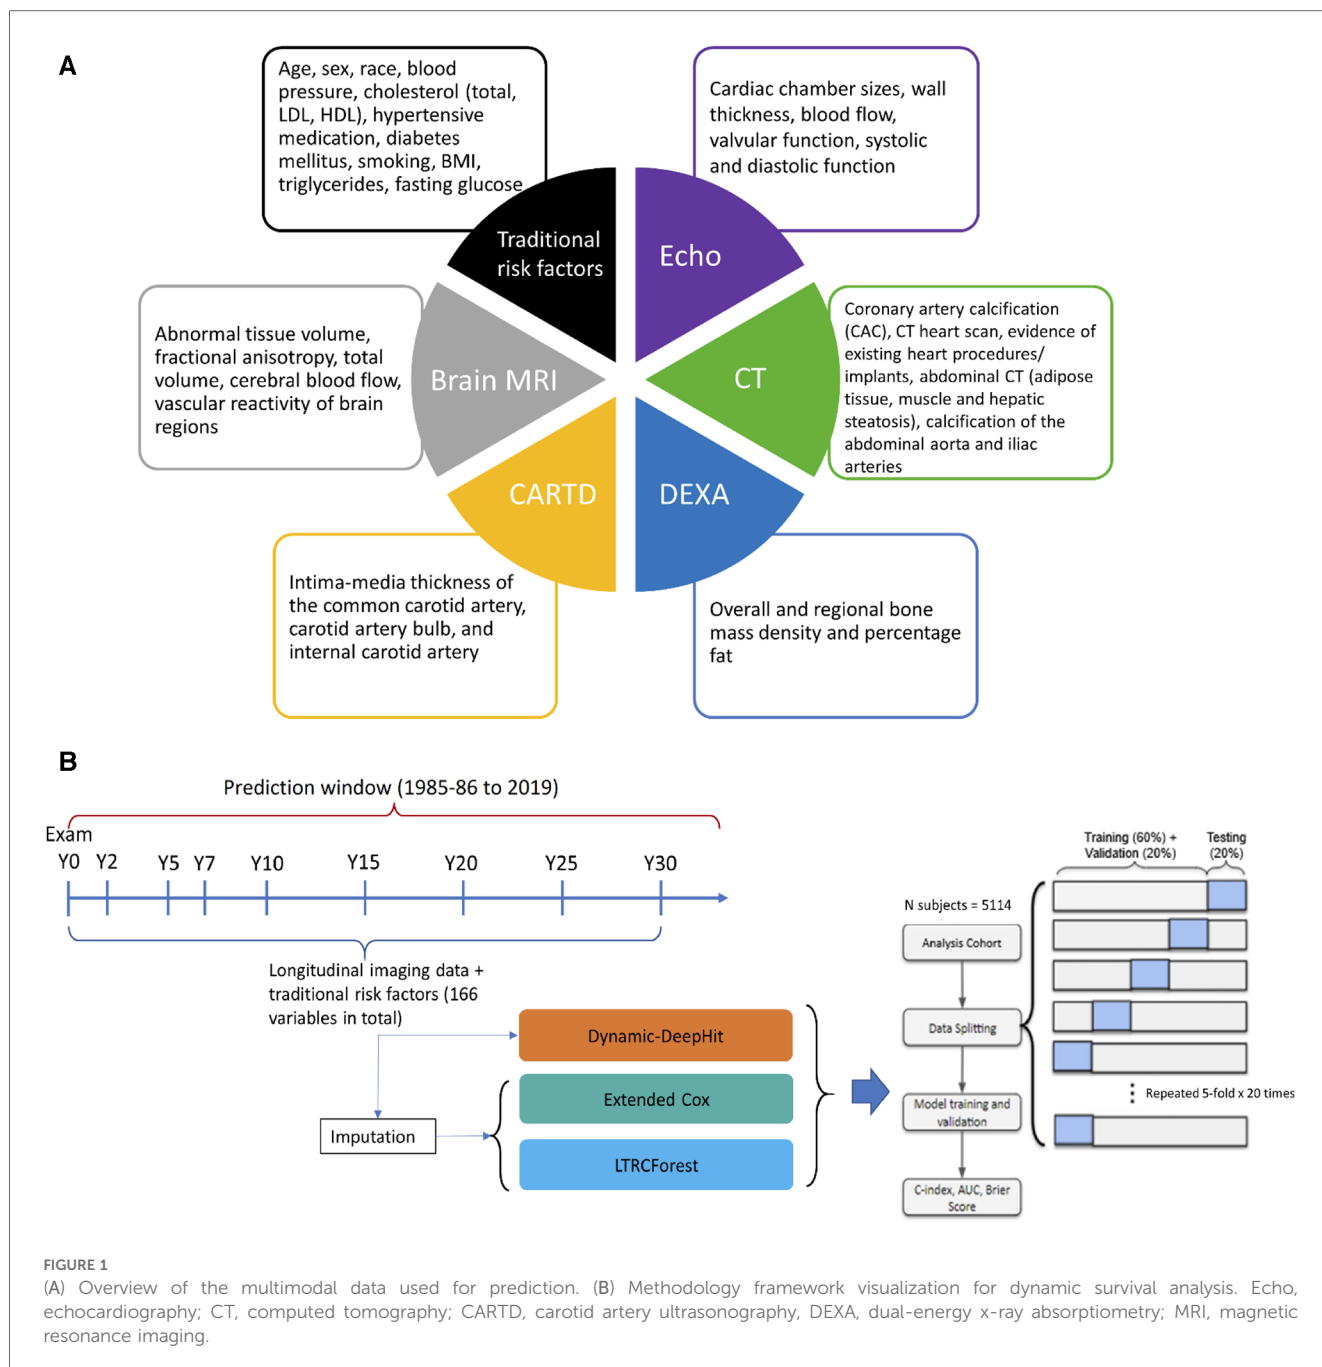 A
Age, sex, race, blood
pressure, cholesterol (total,
LDL, HDL), hypertensive
medication, diabetes
mellitus, smoking, BMI,
triglycerides, fasting glucose
Cardiac chamber sizes, wall
thickness, blood flow,
valvular function, systolic
and diastolic function
Traditional
risk factors
Echo
Abnormal tissue volume,
fractional anisotropy, total
volume, cerebral blood flow,
vascular reactivity of brain
regions
Brain MRI
CT
Coronary artery calcification
(CAC), CT heart scan, evidence of
existing heart procedures/
implants, abdominal CT (adipose
tissue, muscle and hepatic
steatosis), calcification of the
abdominal aorta and iliac
arteries
CARTD
DEXA
Intima-media thickness of
the common carotid artery,
carotid artery bulb, and
internal carotid artery
Overall and regional bone
mass density and percentage
fat
B
Prediction window (1985-86 to 2019)
Exam
Y0 Y2 Y5 Y7 Y10 Y15 Y20 Y25 Y30
Longitudinal imaging data +
traditional risk factors (166
variables in total)
Dynamic-DeepHit
Extended Cox
LTRCForest
Imputation
N subjects = 5114
Analysis Cohort
Data Splitting
Model training and
validation
C-index, AUC, Brier
Score
Training (60%) +
Validation (20%)
Testing
(20%)
Repeated 5-fold x 20 times
FIGURE 1
(A) Overview of the multimodal data used for prediction. (B) Methodology framework visualization for dynamic survival analysis. Echo,
echocardiography; CT, computed tomography; CARTD, carotid artery ultrasonography, DEXA, dual-energy x-ray absorptiometry; MRI, magnetic
resonance imaging.